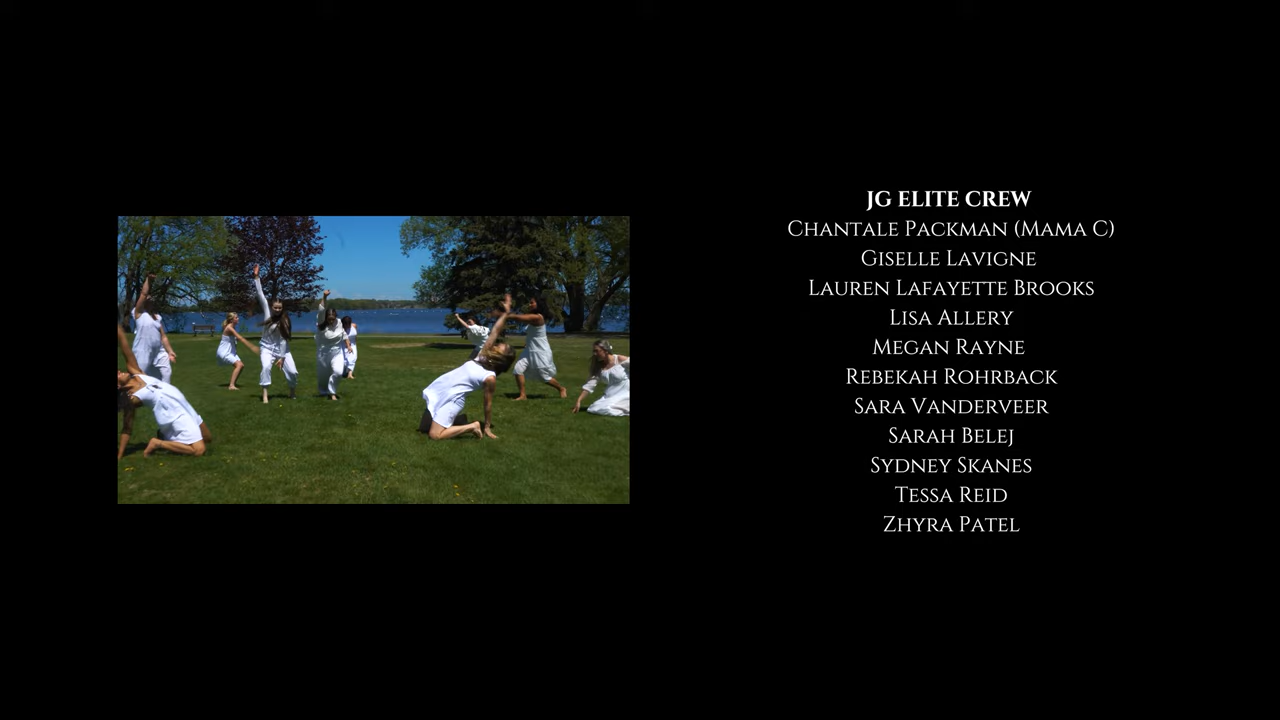 JG ELITE CREW
CHANTALE PACKMAN (MAMA C)
GISELLE LAVIGNE
LAUREN LAFAYETTE BROOKS
LISA ALLERY
MEGAN RAYNE
REBEKAH ROHRBACK
SARA VANDERVEER
SARAH BELEJ
SYDNEY SKANES
TESSA REID
ZHYRA PATEL